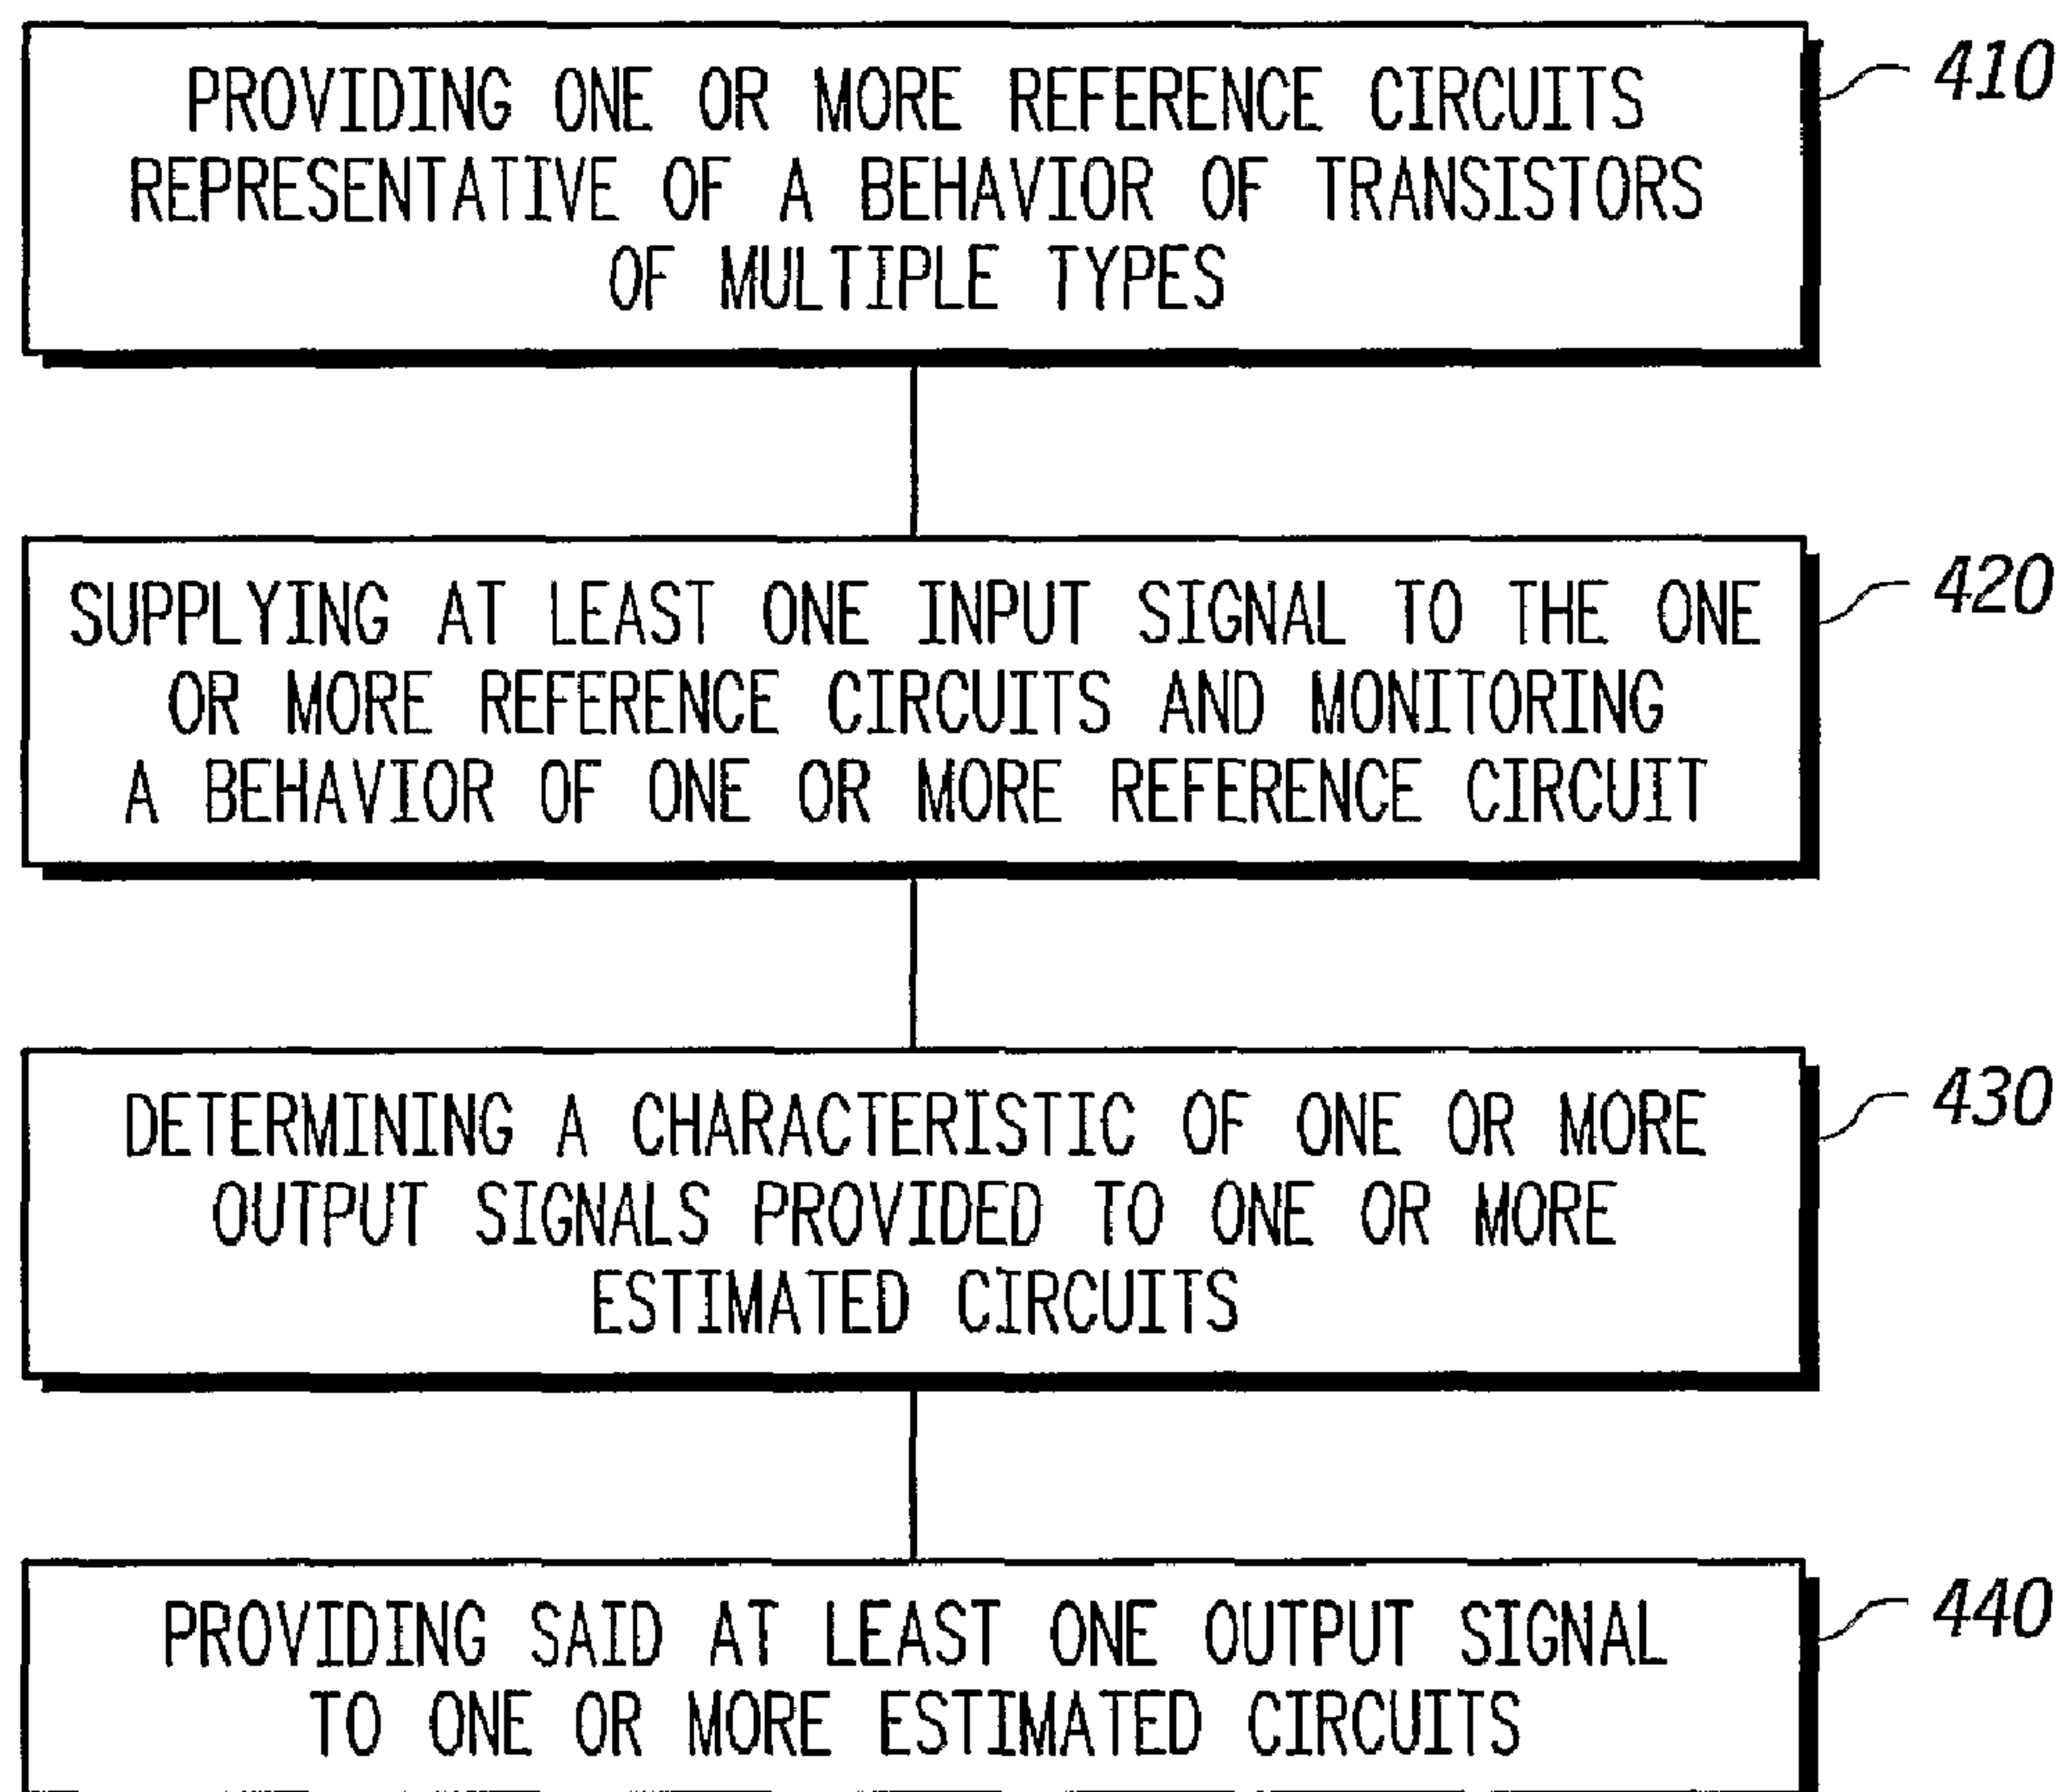 PROVIDING ONE OR MORE REFERENCE CIRCUITS
REPRESENTATIVE OF A BEHAVIOR OF TRANSISTORS
OF MULTIPLE TYPES
410
SUPPLYING AT LEAST ONE INPUT SIGNAL TO THE ONE
OR MORE REFERENCE CIRCUITS AND MONITORING
A BEHAVIOR OF ONE OR MORE REFERENCE CIRCUIT
420
DETERMINING A CHARACTERISTIC OF ONE OR MORE
OUTPUT SIGNALS PROVIDED TO ONE OR MORE
ESTIMATED CIRCUITS
430
PROVIDING SAID AT LEAST ONE OUTPUT SIGNAL
TO ONE OR MORE ESTIMATED CIRCUITS
440